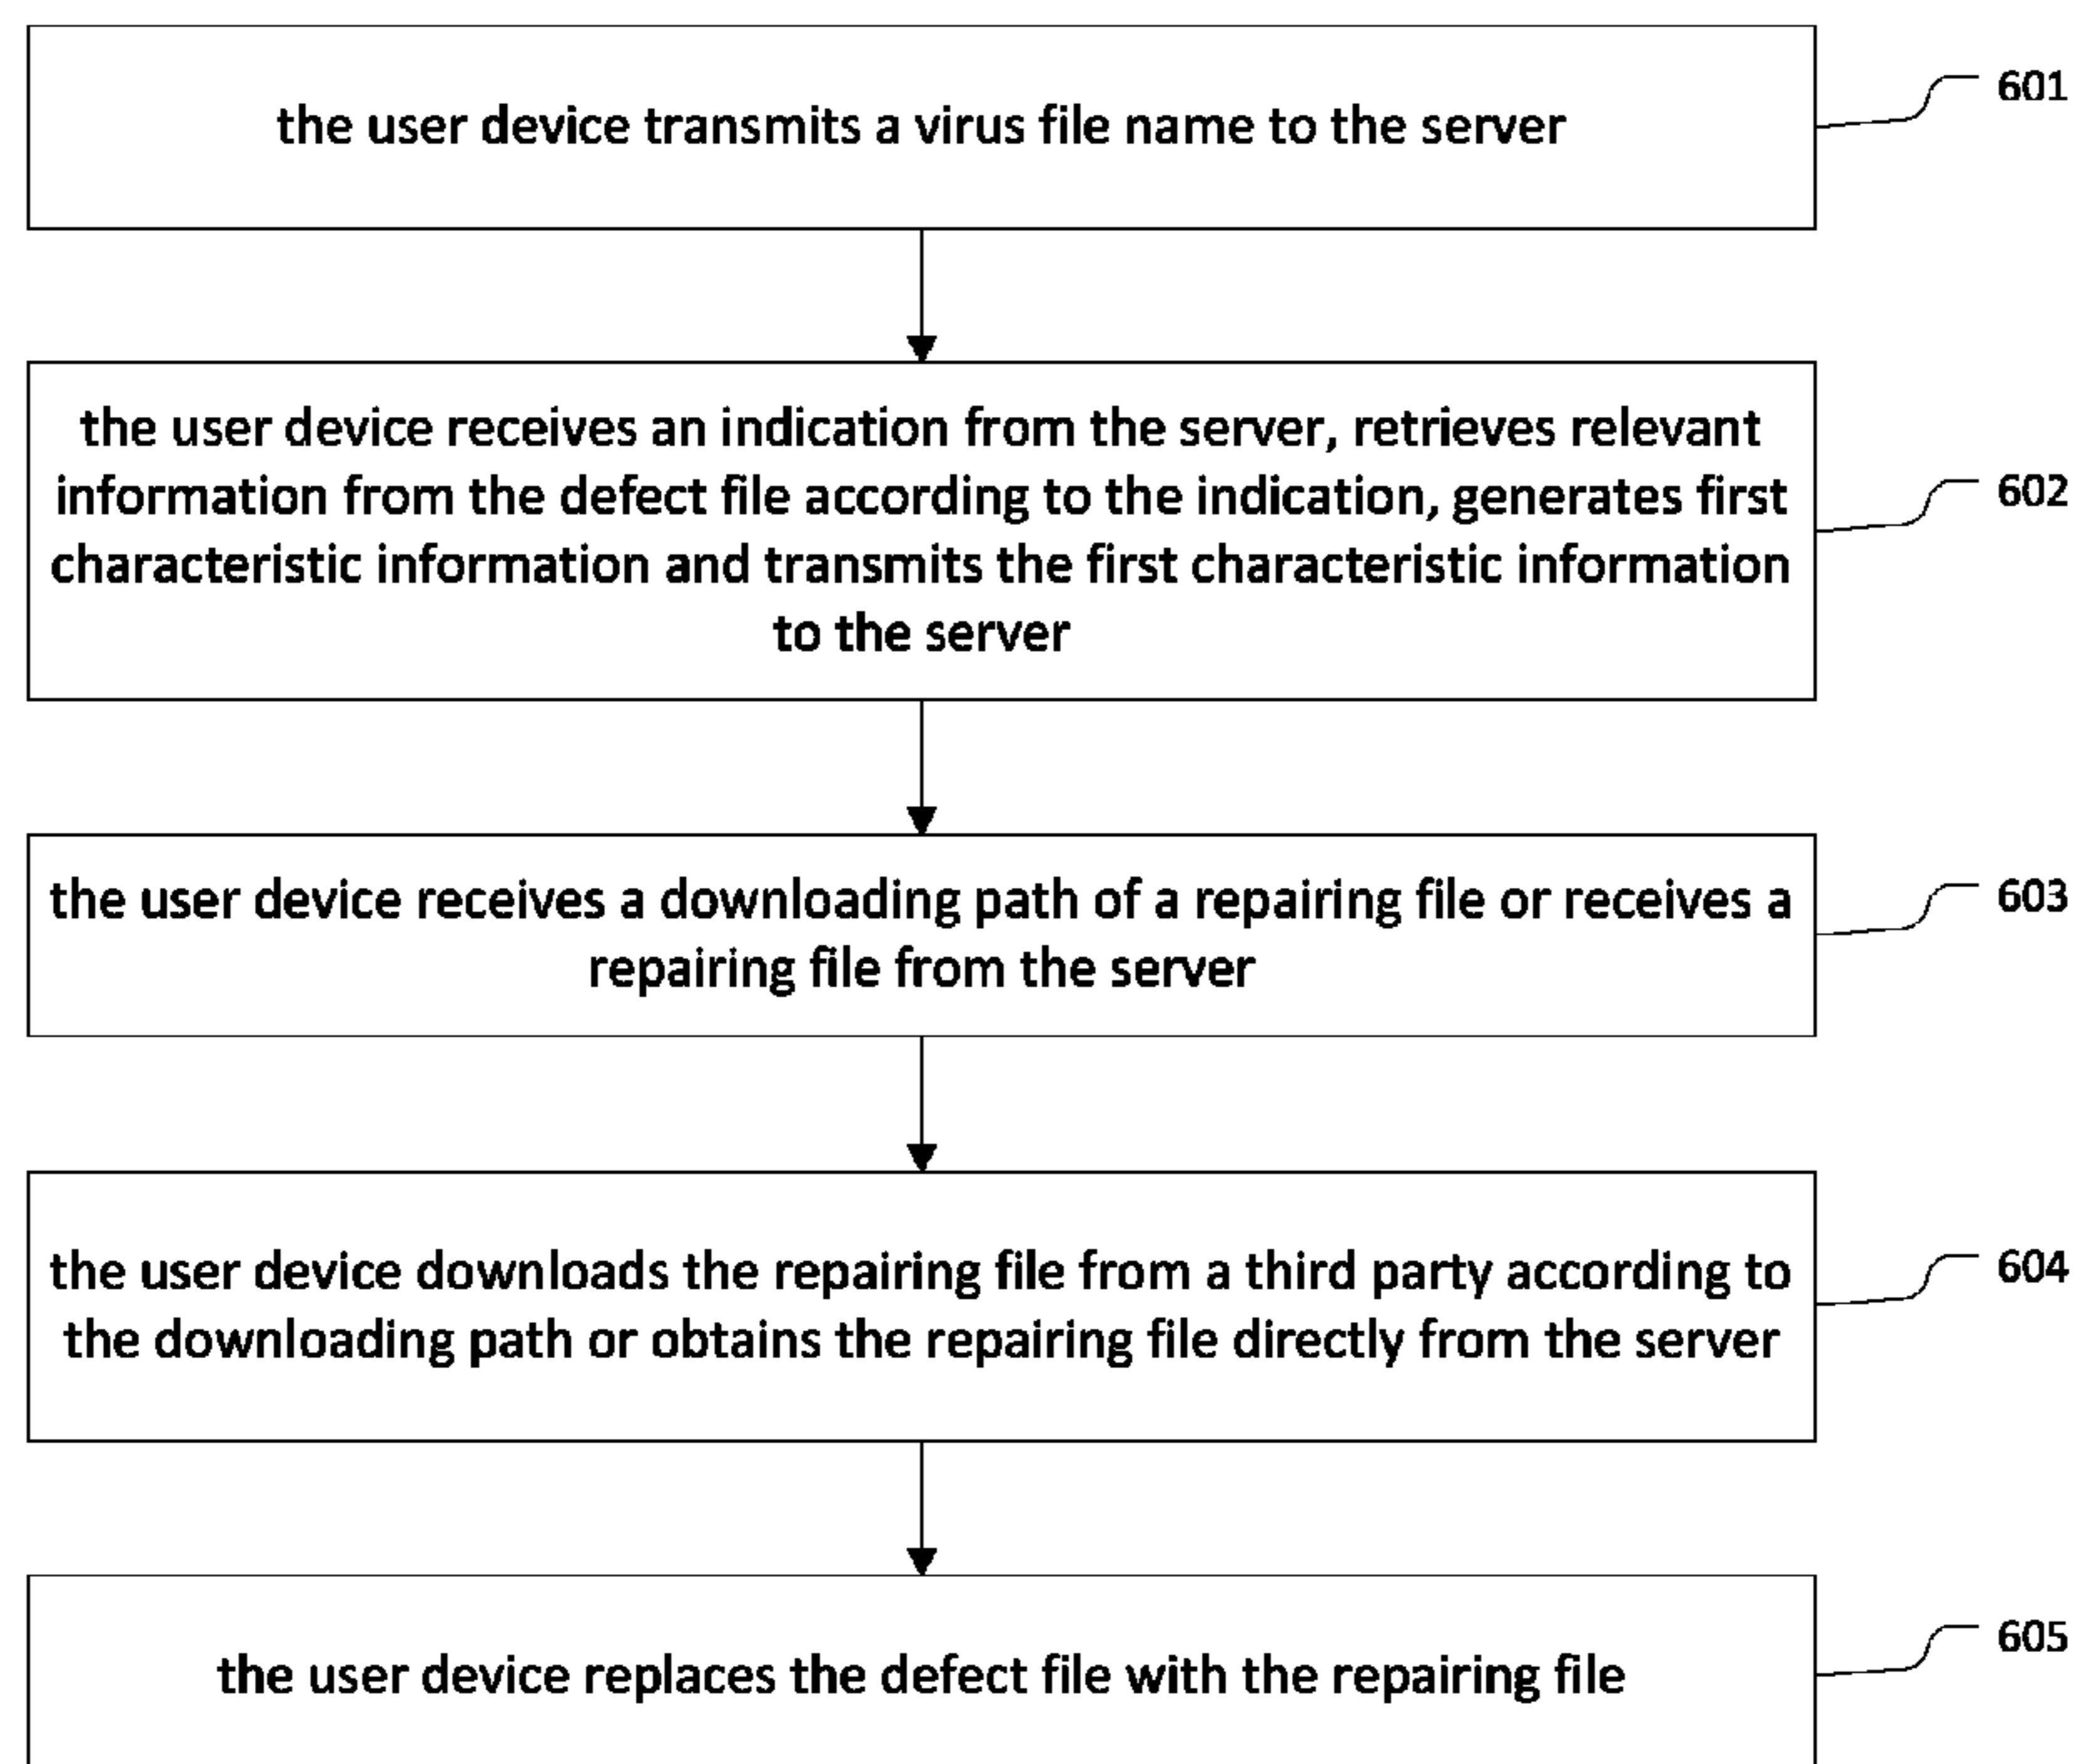 the user device transmits a virus file name to the server
601
the user device receives an indication from the server, retrieves relevant
information from the defect file according to the indication, generates first
characteristic information and transmits the first characteristic information
to the server
602
the user device receives a downloading path of a repairing file or receives a
repairing file from the server
603
the user device downloads the repairing file from a third party according to
the downloading path or obtains the repairing file directly from the server
604
the user device replaces the defect file with the repairing file
605